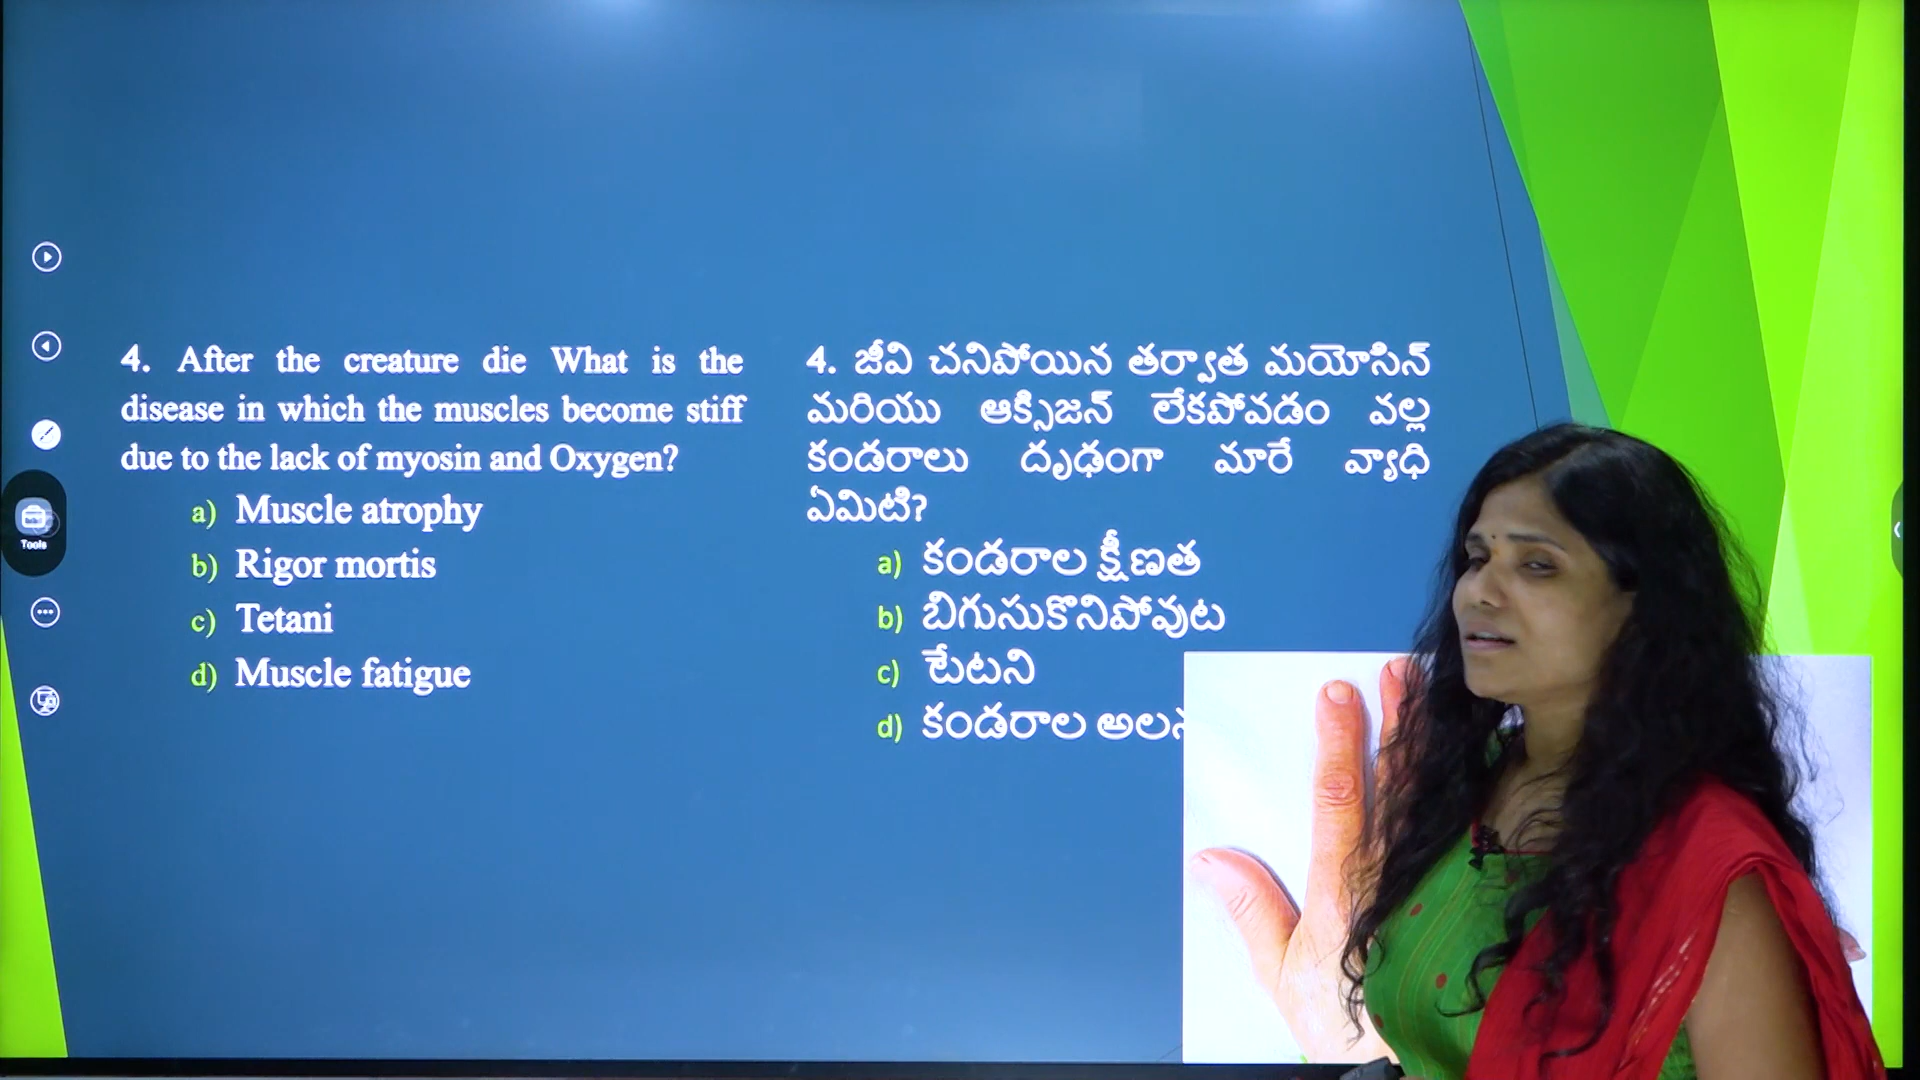 4. After the creature die What is the
disease in which the muscles become stiff
due to the lack of myosin and Oxygen?
a) Muscle atrophy
b) Rigor mortis
c) Tetani
d) Muscle fatigue
4. జీవి చనిపోయిన తర్వాత మయోసిన్
మరియు ఆక్సిజన్ లేకపోవడం వల్ల
కండరాలు దృఢంగా మారే వ్యాధి
ఏమిటి?
a) కండరాల క్షీణత
b) బిగుసుకొనిపోవుట
c) టేటని
d) కండరాల
Tools